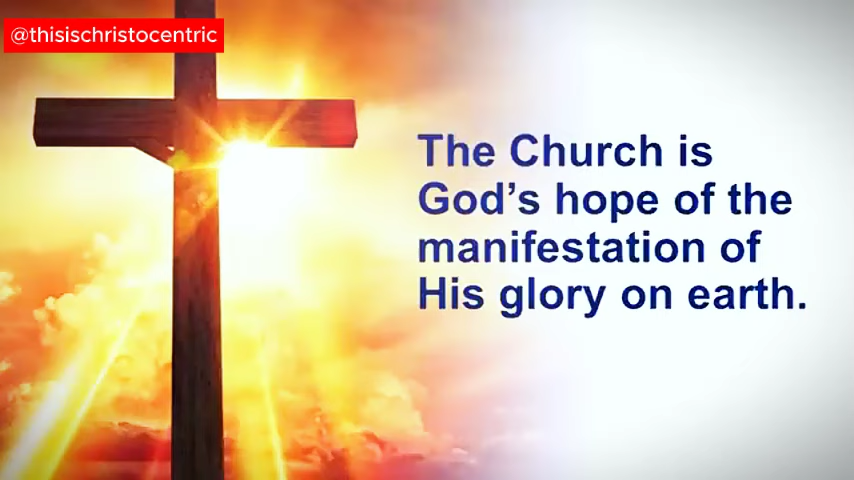 @thisischristocentric
The Church is
God's hope of the
manifestation of
His glory on earth.